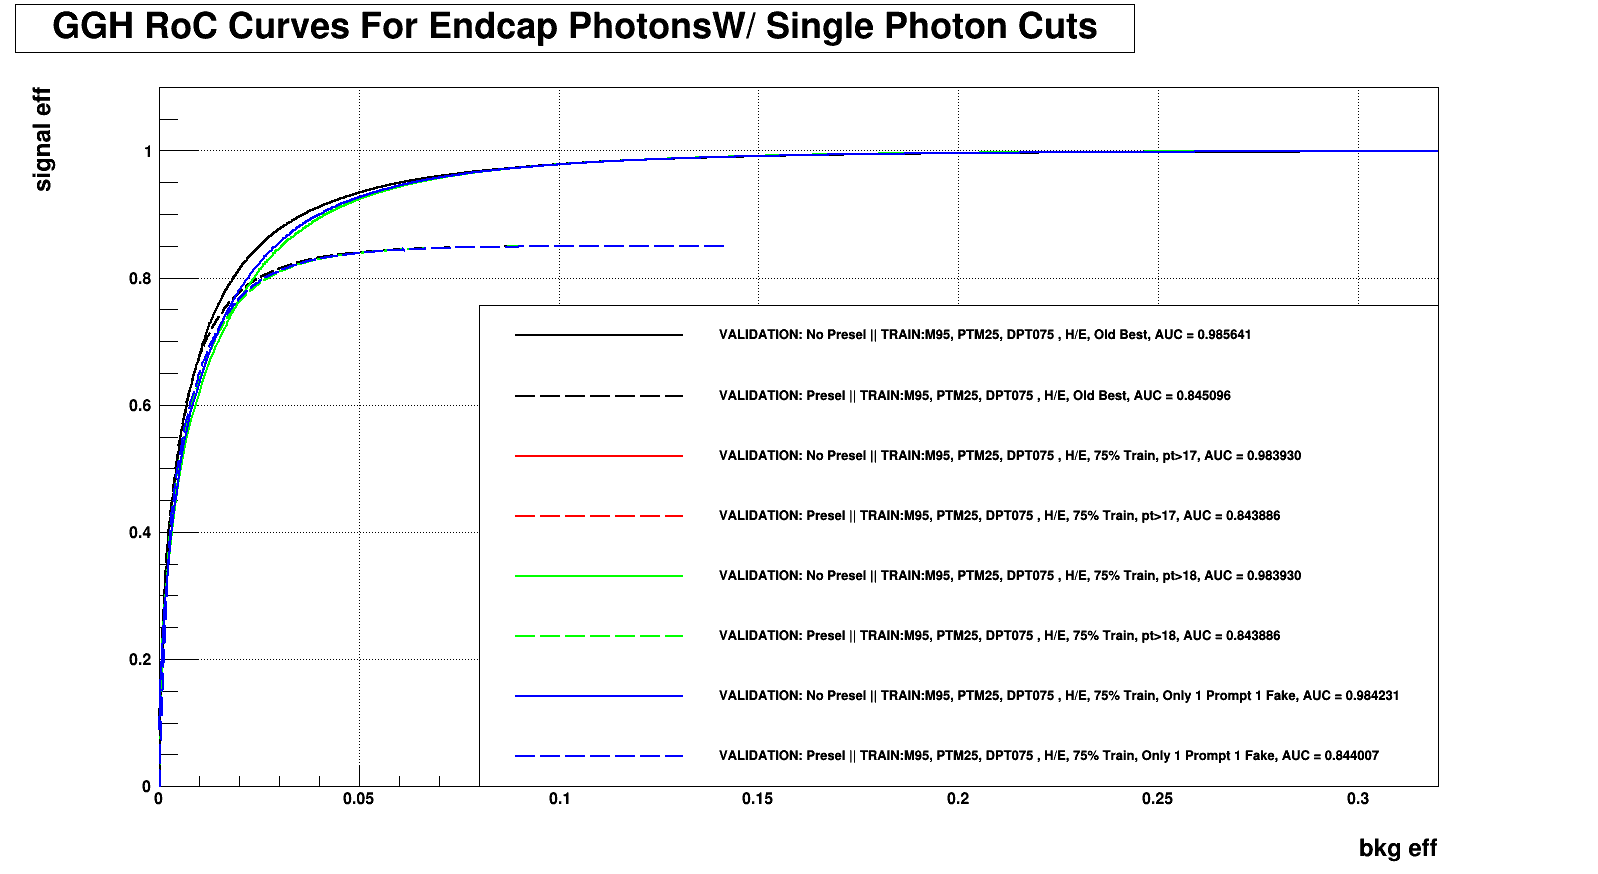 GGH RoC Curves For Endcap PhotonsW/ Single Photon Cuts
signal eff
1
0.8
0.6
0.4
0.2
0
VALIDATION: No Presel || TRAIN:M95, PTM25, DPT075 , H/E, Old Best, AUC = 0.985641
VALIDATION: Presel || TRAIN:M95, PTM25, DPT075 , H/E, Old Best, AUC = 0.845096
VALIDATION: No Presel || TRAIN:M95, PTM25, DPT075 , H/E, 75% Train, pt>17, AUC = 0.983930
VALIDATION: Presel || TRAIN:M95, PTM25, DPT075 , H/E, 75% Train, pt>17, AUC = 0.843886
VALIDATION: No Presel || TRAIN:M95, PTM25, DPT075 , H/E, 75% Train, pt>18, AUC = 0.983930
VALIDATION: Presel || TRAIN:M95, PTM25, DPT075 , H/E, 75% Train, pt>18, AUC = 0.843886
VALIDATION: No Presel || TRAIN:M95, PTM25, DPT075 , H/E, 75% Train, Only 1 Prompt 1 Fake, AUC = 0.984231
VALIDATION: Presel || TRAIN:M95, PTM25, DPT075 , H/E, 75% Train, Only 1 Prompt 1 Fake, AUC = 0.844007
0 0.05 0.1 0.15 0.2 0.25 0.3
bkg eff